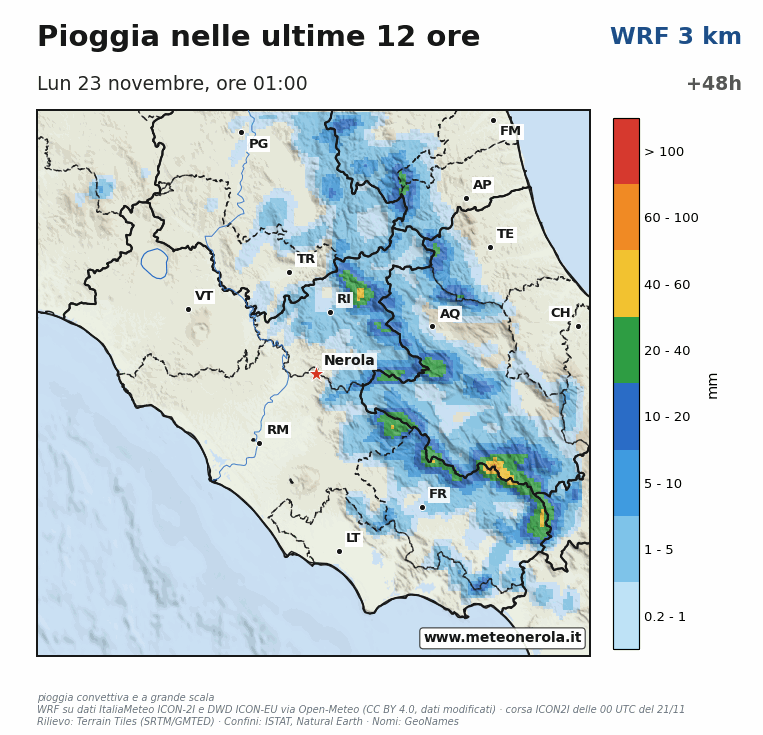 Pioggia nelle ultime 12 ore
WRF 3 km
Lun 23 novembre, ore 01:00
+48h
FM
PG
AP
TE
TR
RI
VT
AQ
CH
Nerola
RM
FR
LT
www.meteonerola.it
> 100
60 - 100
40 - 60
20 - 40
10 - 20
5 - 10
1 - 5
0.2 - 1
mm
pioggia convettiva e a grande scala
WRF su dati ItaliaMeteo ICON-2I e DWD ICON-EU via Open-Meteo (CC BY 4.0, dati modificati) · corsa ICON2I delle 00 UTC del 21/11
Rilievo: Terrain Tiles (SRTM/GMTED) · Confini: ISTAT, Natural Earth · Nomi: GeoNames